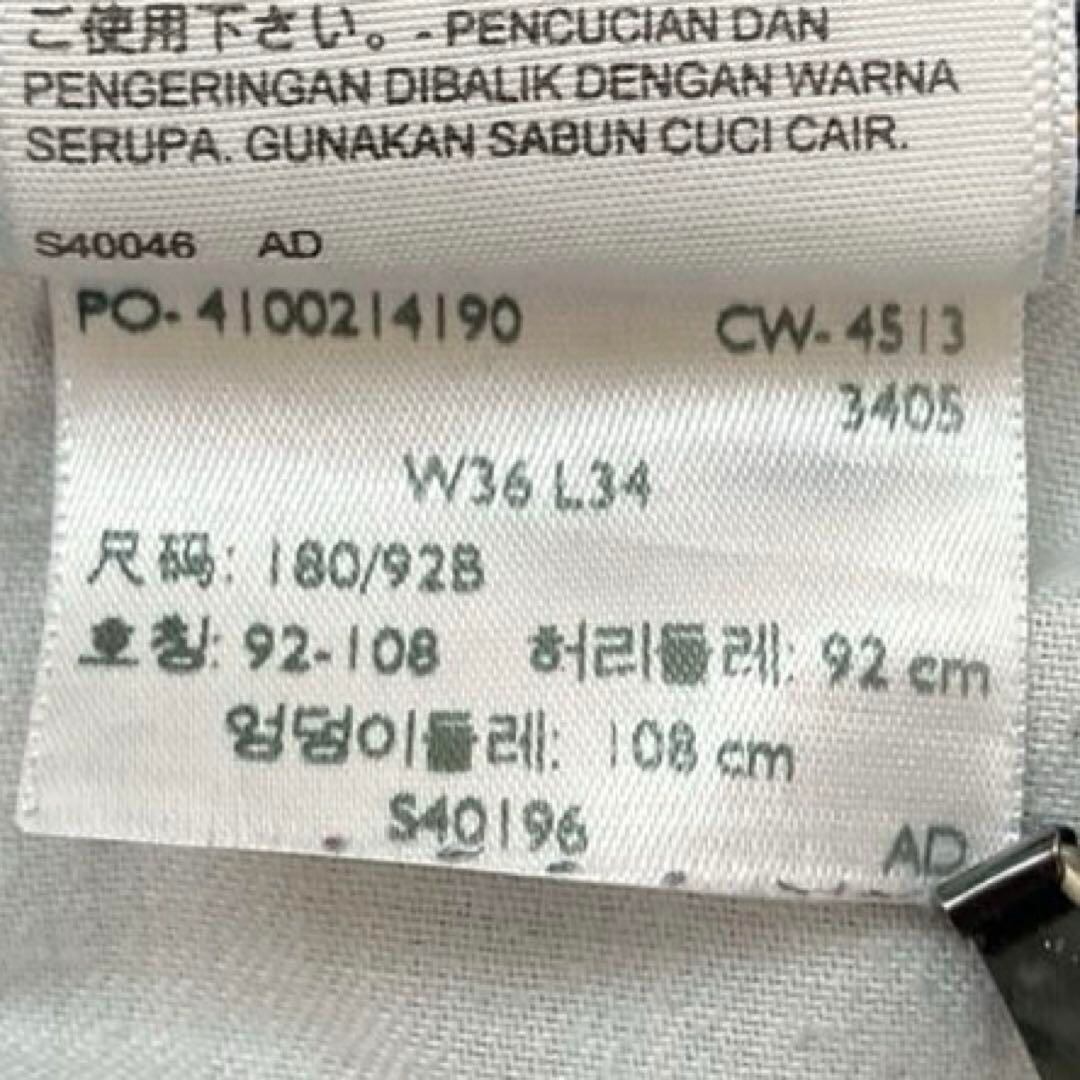 ご使用下さい。- PENCUCIAN DAN
PENGERINGAN DIBALIK DENGAN WARNA
SERUPA. GUNAKAN SABUN CUCI CAIR.
S40046 AD
PO- 4100214190 CW- 4513
3405
W36 L34
尺码: 180/92B
호칭: 92-108 허리둘레: 92 cm
엉덩이둘레: 108 cm
S40196
AD